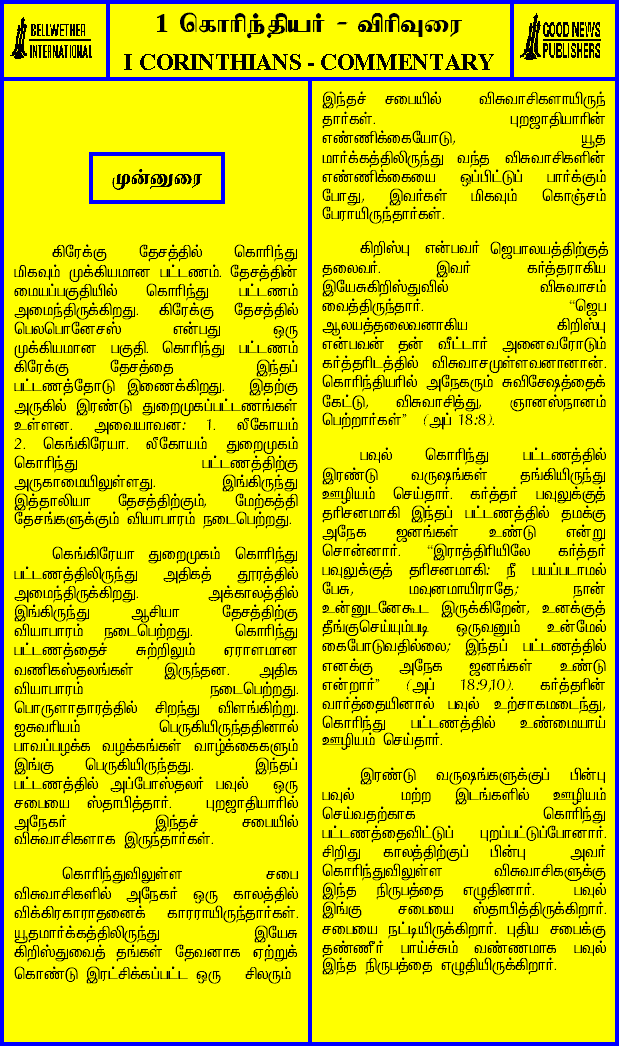 BELLWETHER
INTERNATIONAL
1 கொரிந்தியர் - விரிவுரை
I CORINTHIANS - COMMENTARY
GOOD NEWS
PUBLISHERS
முன்னுரை
கிரேக்கு தேசத்தில் கொரிந்து
மிகவும் முக்கியமான பட்டணம். தேசத்தின்
மையப்பகுதியில் கொரிந்து பட்டணம்
அமைந்திருக்கிறது. கிரேக்கு தேசத்தில்
பெலபொனேசஸ் என்பது ஒரு
முக்கியமான பகுதி. கொரிந்து பட்டணம்
கிரேக்கு தேசத்தை இந்தப்
பட்டணத்தோடு இணைக்கிறது. இதற்கு
அருகில் இரண்டு துறைமுகப்பட்டணங்கள்
உள்ளன. அவையாவன: 1. லீகோயம்
2. கெங்கிரேயா. லீகோயம் துறைமுகம்
கொரிந்து பட்டணத்திற்கு
அருகாமையிலுள்ளது. இங்கிருந்து
இத்தாலியா தேசத்திற்கும், மேற்கத்தி
தேசங்களுக்கும் வியாபாரம் நடைபெற்றது.
கெங்கிரேயா துறைமுகம் கொரிந்து
பட்டணத்திலிருந்து அதிகத் தூரத்தில்
அமைந்திருக்கிறது. அக்காலத்தில்
இங்கிருந்து ஆசியா தேசத்திற்கு
வியாபாரம் நடைபெற்றது. கொரிந்து
பட்டணத்தைச் சுற்றிலும் ஏராளமான
வணிகஸ்தலங்கள் இருந்தன. அதிக
வியாபாரம் நடைபெற்றது.
பொருளாதாரத்தில் சிறந்து விளங்கிற்று.
ஐசுவரியம் பெருகியிருந்ததினால்
பாவப்பழக்க வழக்கங்கள் வாழ்க்கைகளும்
இங்கு பெருகியிருந்தது. இந்தப்
பட்டணத்தில் அப்போஸ்தலர் பவுல் ஒரு
சபையை ஸ்தாபித்தார். புறஜாதியாரில்
அநேகர் இந்தச் சபையில்
விசுவாசிகளாக இருந்தார்கள்.
கொரிந்துவிலுள்ள சபை
விசுவாசிகளில் அநேகர் ஒரு காலத்தில்
விக்கிரகாராதனைக் காரராயிருந்தார்கள்.
யூதமார்க்கத்திலிருந்து இயேசு
கிறிஸ்துவைத் தங்கள் தேவனாக ஏற்றுக்
கொண்டு இரட்சிக்கப்பட்ட ஒரு சிலரும்
இந்தச் சபையில் விசுவாசிகளாயிருந்
தார்கள். புறஜாதியாரின்
எண்ணிக்கையோடு, யூத
மார்க்கத்திலிருந்து வந்த விசுவாசிகளின்
எண்ணிக்கையை ஒப்பிட்டுப் பார்க்கும்
போது, இவர்கள் மிகவும் கொஞ்சம்
பேராயிருந்தார்கள்.
கிறிஸ்பு என்பவர் ஜெபாலயத்திற்குத்
தலைவர். இவர் கர்த்தராகிய
இயேசுகிறிஸ்துவில் விசுவாசம்
வைத்திருந்தார். “ஜெப
ஆலயத்தலைவனாகிய கிறிஸ்பு
என்பவன் தன் வீட்டார் அனைவரோடும்
கர்த்தரிடத்தில் விசுவாசமுள்ளவனானான்.
கொரிந்தியரில் அநேகரும் சுவிசேஷத்தைக்
கேட்டு, விசுவாசித்து, ஞானஸ்நானம்
பெற்றார்கள்” (அப் 18:8).
பவுல் கொரிந்து பட்டணத்தில்
இரண்டு வருஷங்கள் தங்கியிருந்து
ஊழியம் செய்தார். கர்த்தர் பவுலுக்குத்
தரிசனமாகி இந்தப் பட்டணத்தில் தமக்கு
அநேக ஜனங்கள் உண்டு என்று
சொன்னார். “இராத்திரியிலே கர்த்தர்
பவுலுக்குத் தரிசனமாகி: நீ பயப்படாமல்
பேசு, மவுனமாயிராதே; நான்
உன்னுடனேகூட இருக்கிறேன், உனக்குத்
தீங்குசெய்யும்படி ஒருவனும் உன்மேல்
கைபோடுவதில்லை; இந்தப் பட்டணத்தில்
எனக்கு அநேக ஜனங்கள் உண்டு
என்றார்” (அப் 18:9,10). கர்த்தரின்
வார்த்தையினால் பவுல் உற்சாகமடைந்து,
கொரிந்து பட்டணத்தில் உண்மையாய்
ஊழியம் செய்தார்.
இரண்டு வருஷங்களுக்குப் பின்பு
பவுல் மற்ற இடங்களில் ஊழியம்
செய்வதற்காக கொரிந்து
பட்டணத்தைவிட்டுப் புறப்பட்டுப்போனார்.
சிறிது காலத்திற்குப் பின்பு அவர்
கொரிந்துவிலுள்ள விசுவாசிகளுக்கு
இந்த நிருபத்தை எழுதினார். பவுல்
இங்கு சபையை ஸ்தாபித்திருக்கிறார்.
சபையை நட்டியிருக்கிறார். புதிய சபைக்கு
தண்ணீர் பாய்ச்சும் வண்ணமாக பவுல்
இந்த நிருபத்தை எழுதியிருக்கிறார்.